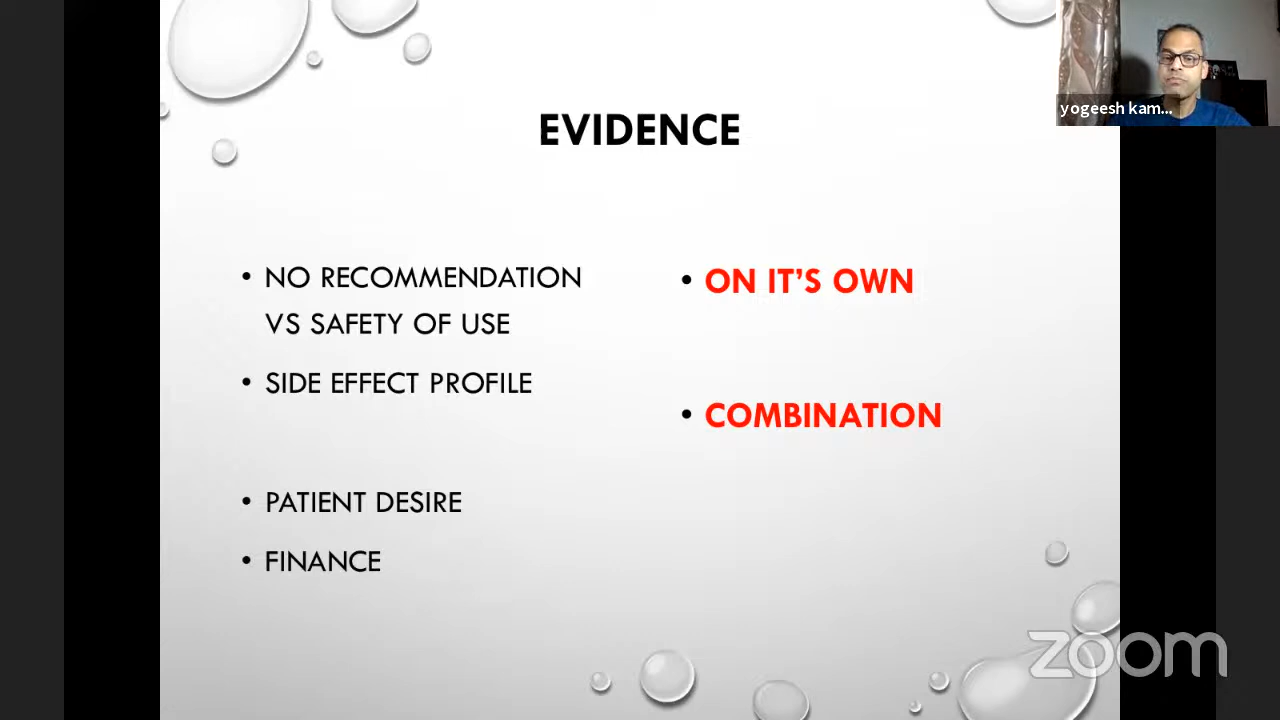 yogeesh kam...
EVIDENCE
• NO RECOMMENDATION
VS SAFETY OF USE
• SIDE EFFECT PROFILE
• PATIENT DESIRE
• FINANCE
• ON IT’S OWN
• COMBINATION
zoom